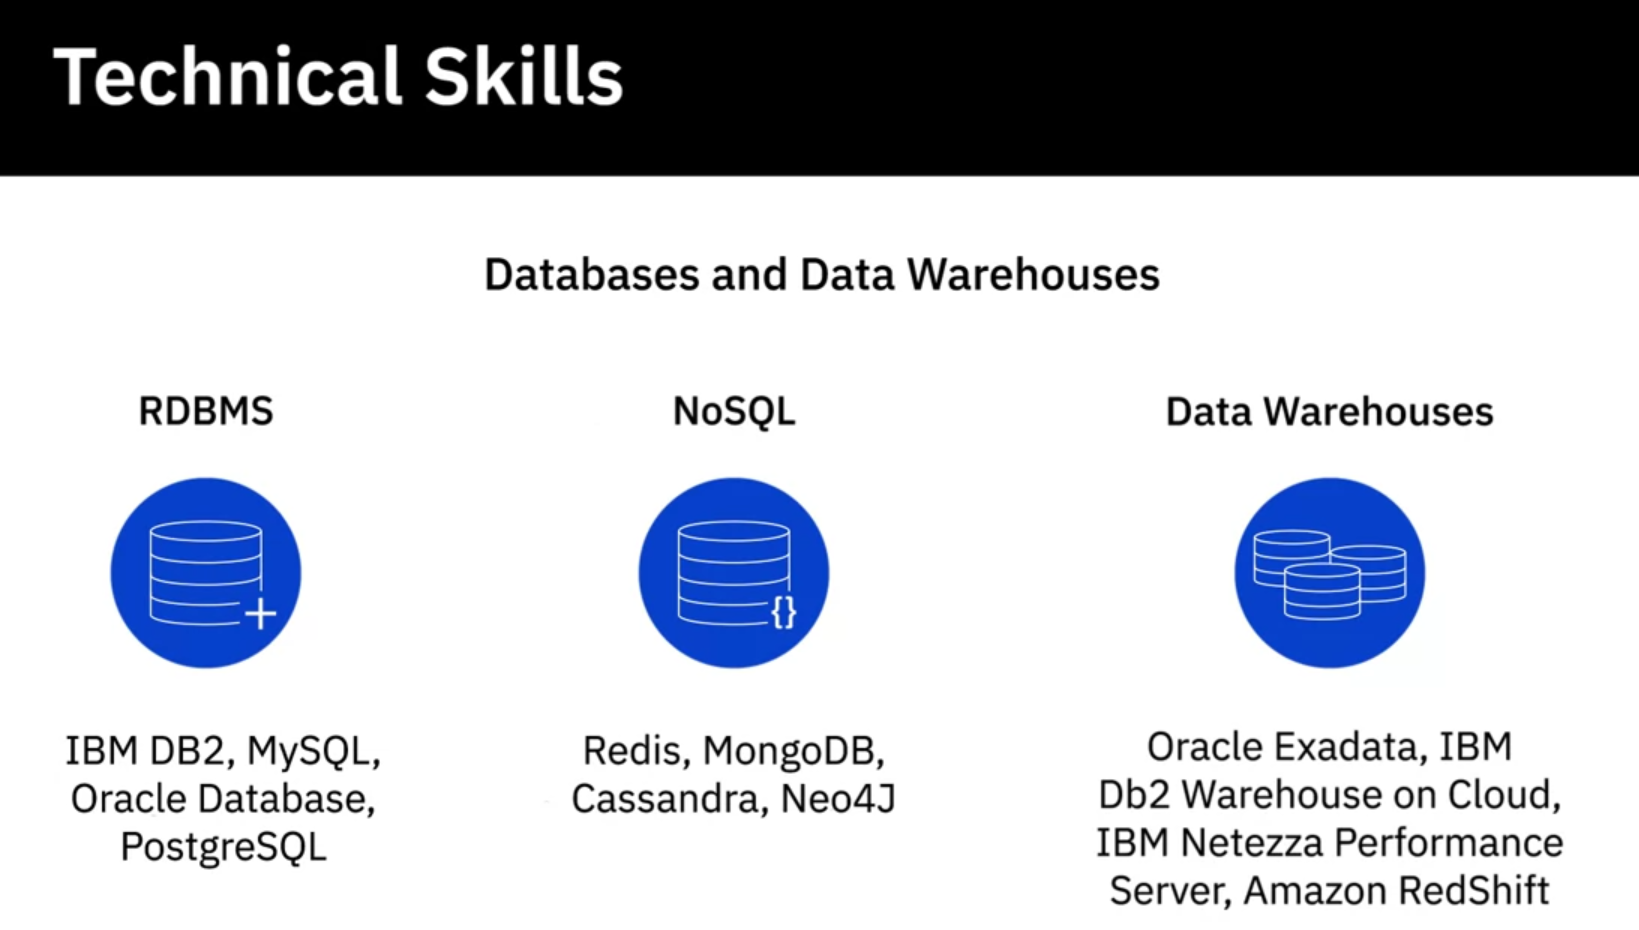 Technical Skills
Databases and Data Warehouses
RDBMS
IBM DB2, MySQL,
Oracle Database,
PostgreSQL
NoSQL
{}
Redis, MongoDB,
Cassandra, Neo4J
Data Warehouses
Oracle Exadata, IBM
Db2 Warehouse on Cloud,
IBM Netezza Performance
Server, Amazon RedShift